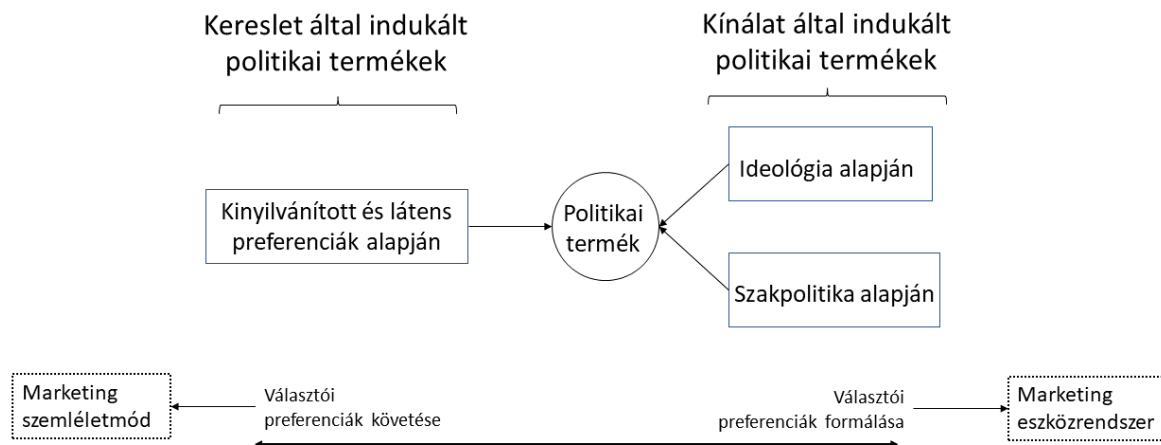 Kereslet által indukált
politikai termékek
Kínálat által indukált
politikai termékek
Kinyilvánított és látens
preferenciák alapján
Politikai
termék
Ideológia alapján
Szakpolitika alapján
Marketing
szemléletmód
Választói
preferenciák követése
Választói
preferenciák formálása
Marketing
eszközrendszer